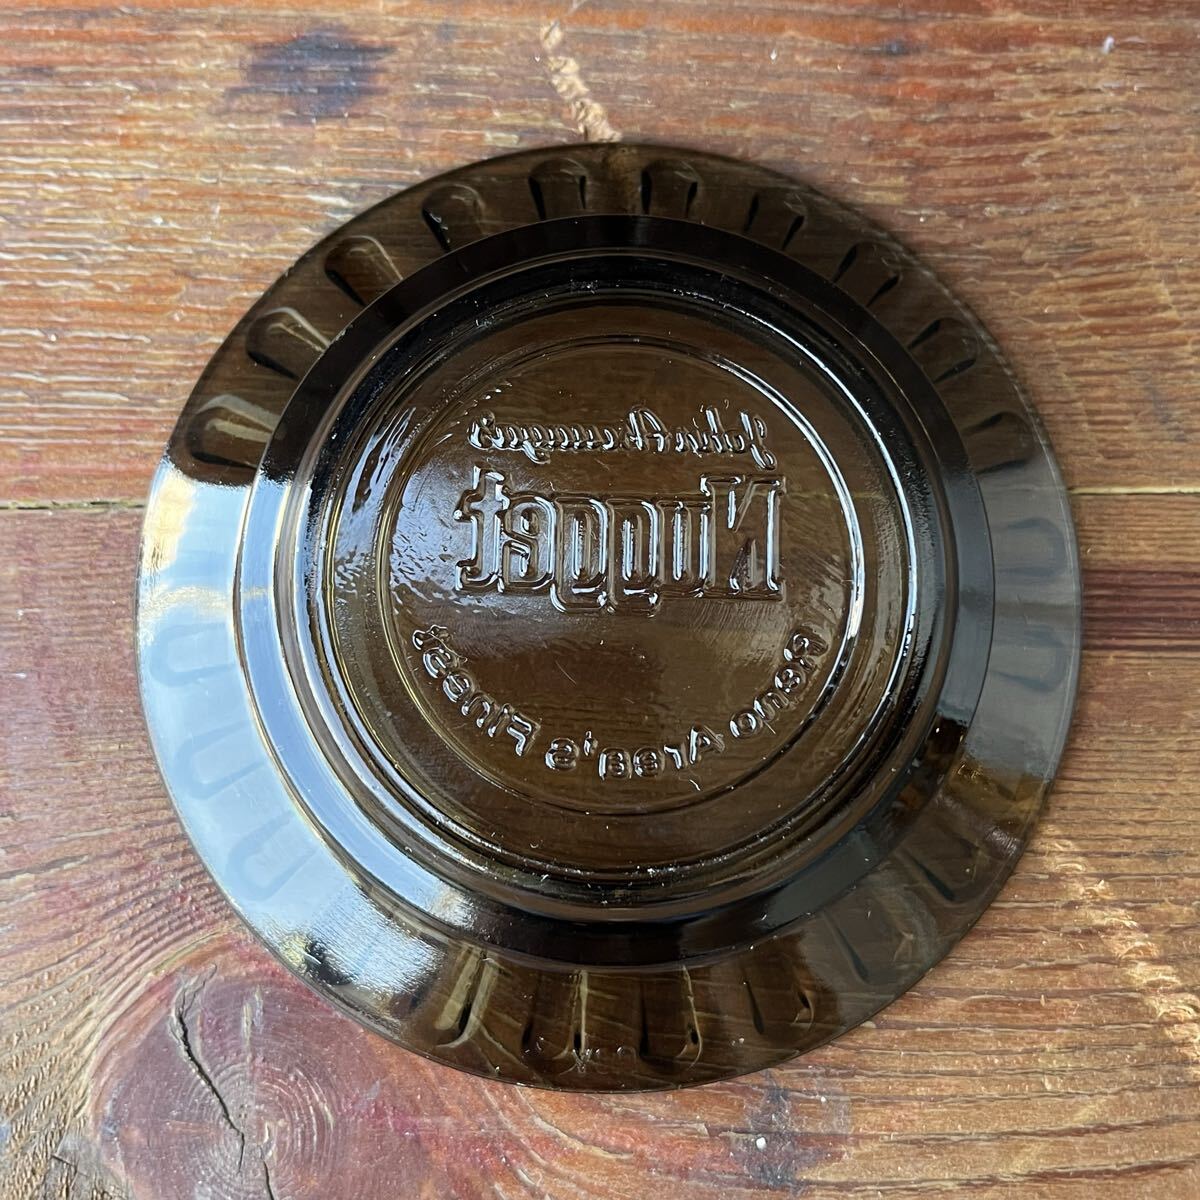 John Ascuaga's
Nugget
Reno Area's Finest